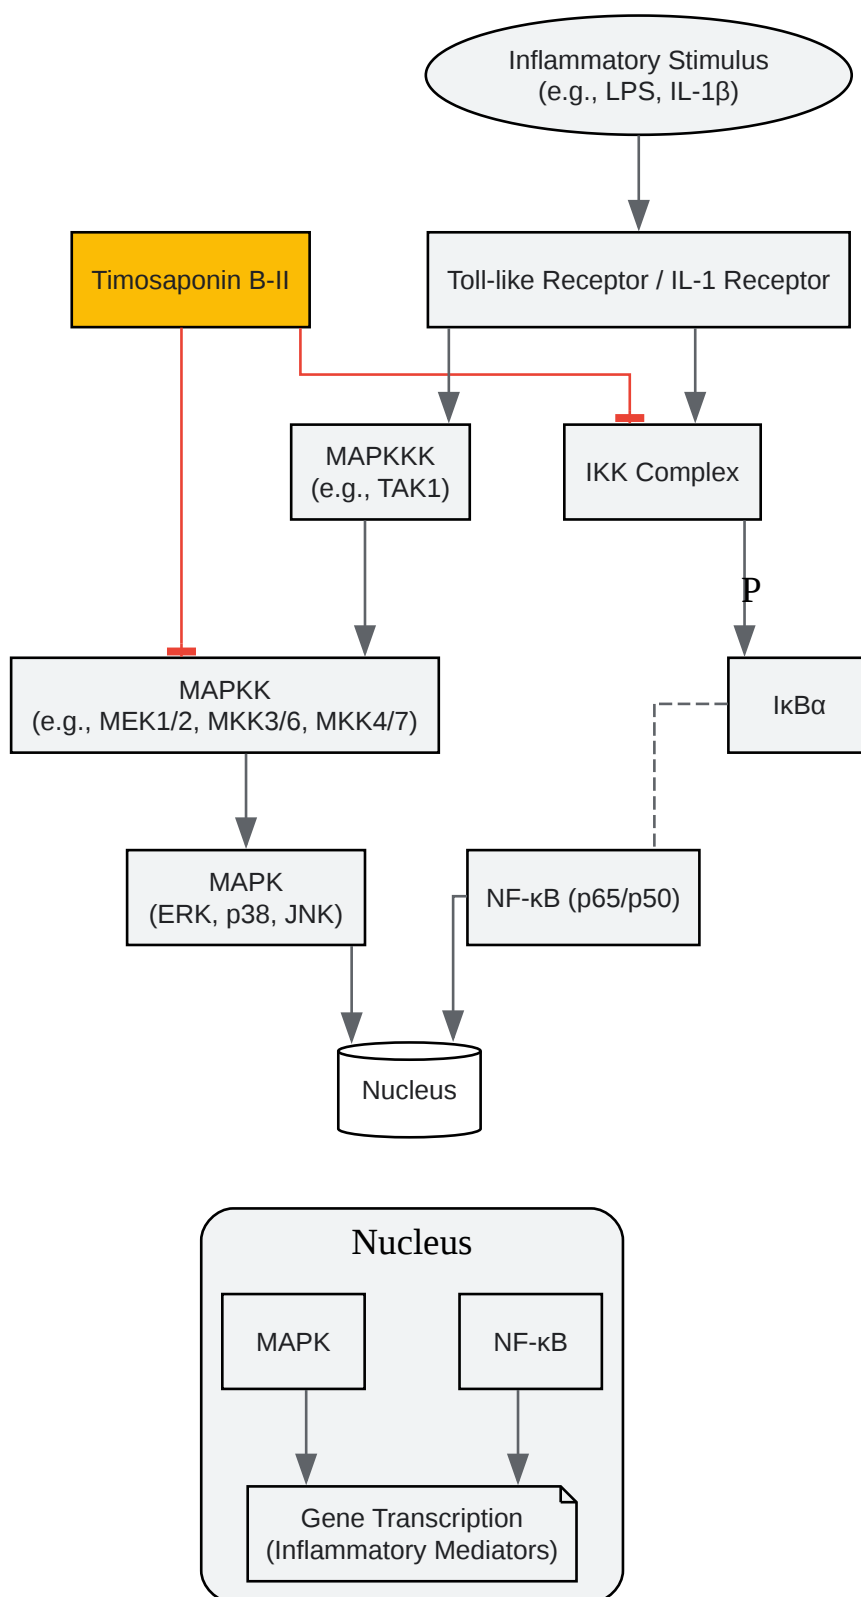 Inflammatory Stimulus
(e.g., LPS, IL-1β)
Timosaponin B-II
Toll-like Receptor / IL-1 Receptor
MAPKKK
(e.g., TAK1)
IKK Complex
P
MAPKK
(e.g., MEK1/2, MKK3/6, MKK4/7)
IκBα
MAPK
(ERK, p38, JNK)
NF-κB (p65/p50)
Nucleus
Nucleus
MAPK
NF-κB
Gene Transcription
(Inflammatory Mediators)